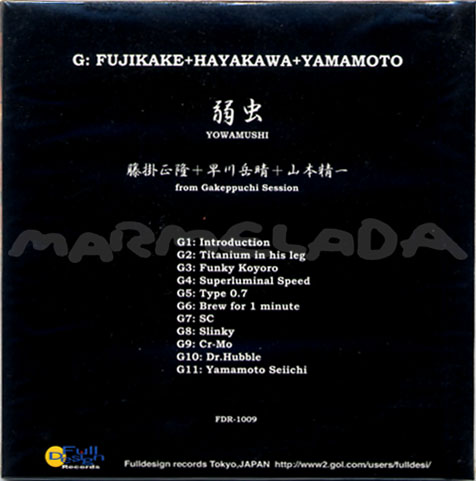 G: FUJIKAKE+HAYAKAWA+YAMAMOTO
弱虫
YOWAMUSHI
藤掛正隆＋早川岳晴＋山本精一
from Gakeppuchi Session
MARMELADA
G1: Introduction
G2: Titanium in his leg
G3: Funky Koyoro
G4: Superluminal Speed
G5: Type 0.7
G6: Brew for 1 minute
G7: SC
G8: Slinky
G9: Cr-Mo
G10: Dr.Hubble
G11: Yamamoto Seiichi
FDR-1009
Full
Design
Records
Fulldesign records Tokyo,JAPAN http://www2.gol.com/users/fulldesi/